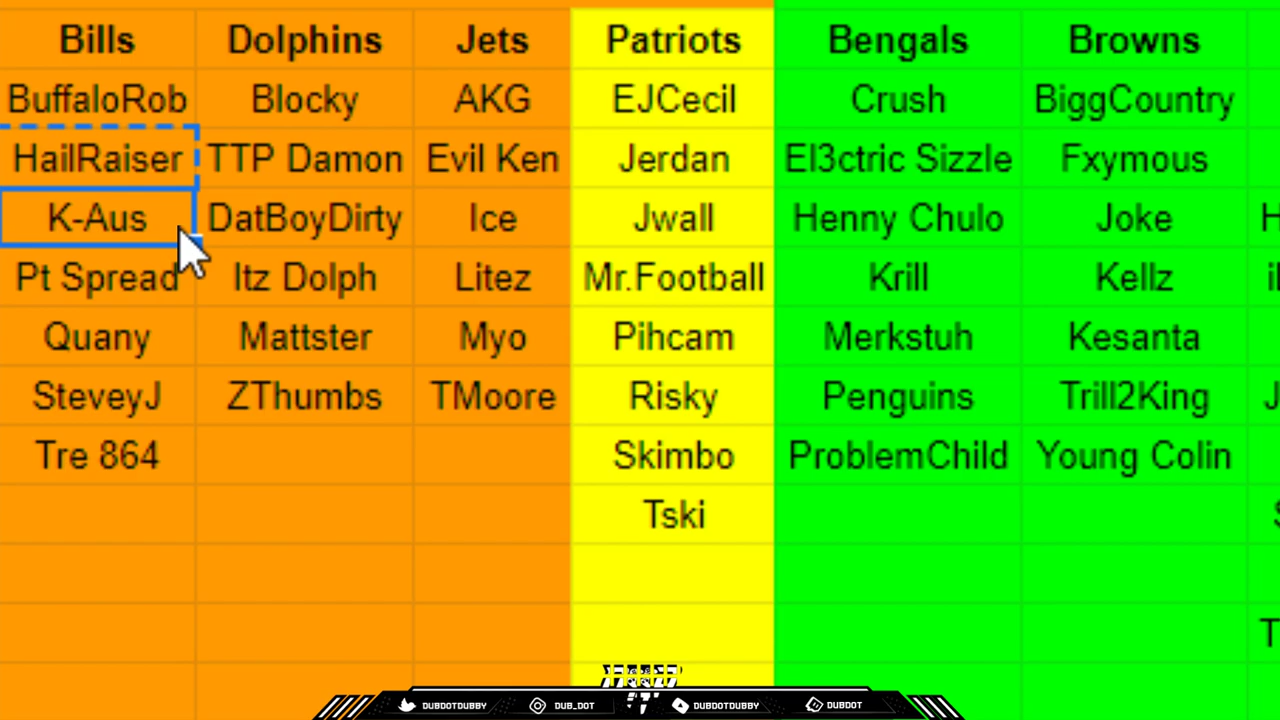 Bills Dolphins Jets Patriots Bengals Browns
BuffaloRob Blocky AKG EJCecil Crush BiggCountry
HailRaiser TTP Damon Evil Ken Jerdan El3ctric Sizzle Fxymous
K-Aus DatBoyDirty Ice Jwall Henny Chulo Joke
Pt Spread Itz Dolph Litez Mr.Football Krill Kellz
Quany Mattster Myo Pihcam Merkstuh Kesanta
SteveyJ ZThumbs TMoore Risky Penguins Trill2King
Tre 864 Skimbo ProblemChild Young Colin
Tski
DUBDOTDUBBY DUB_DOT DUBDOTDUBBY DUBDOT